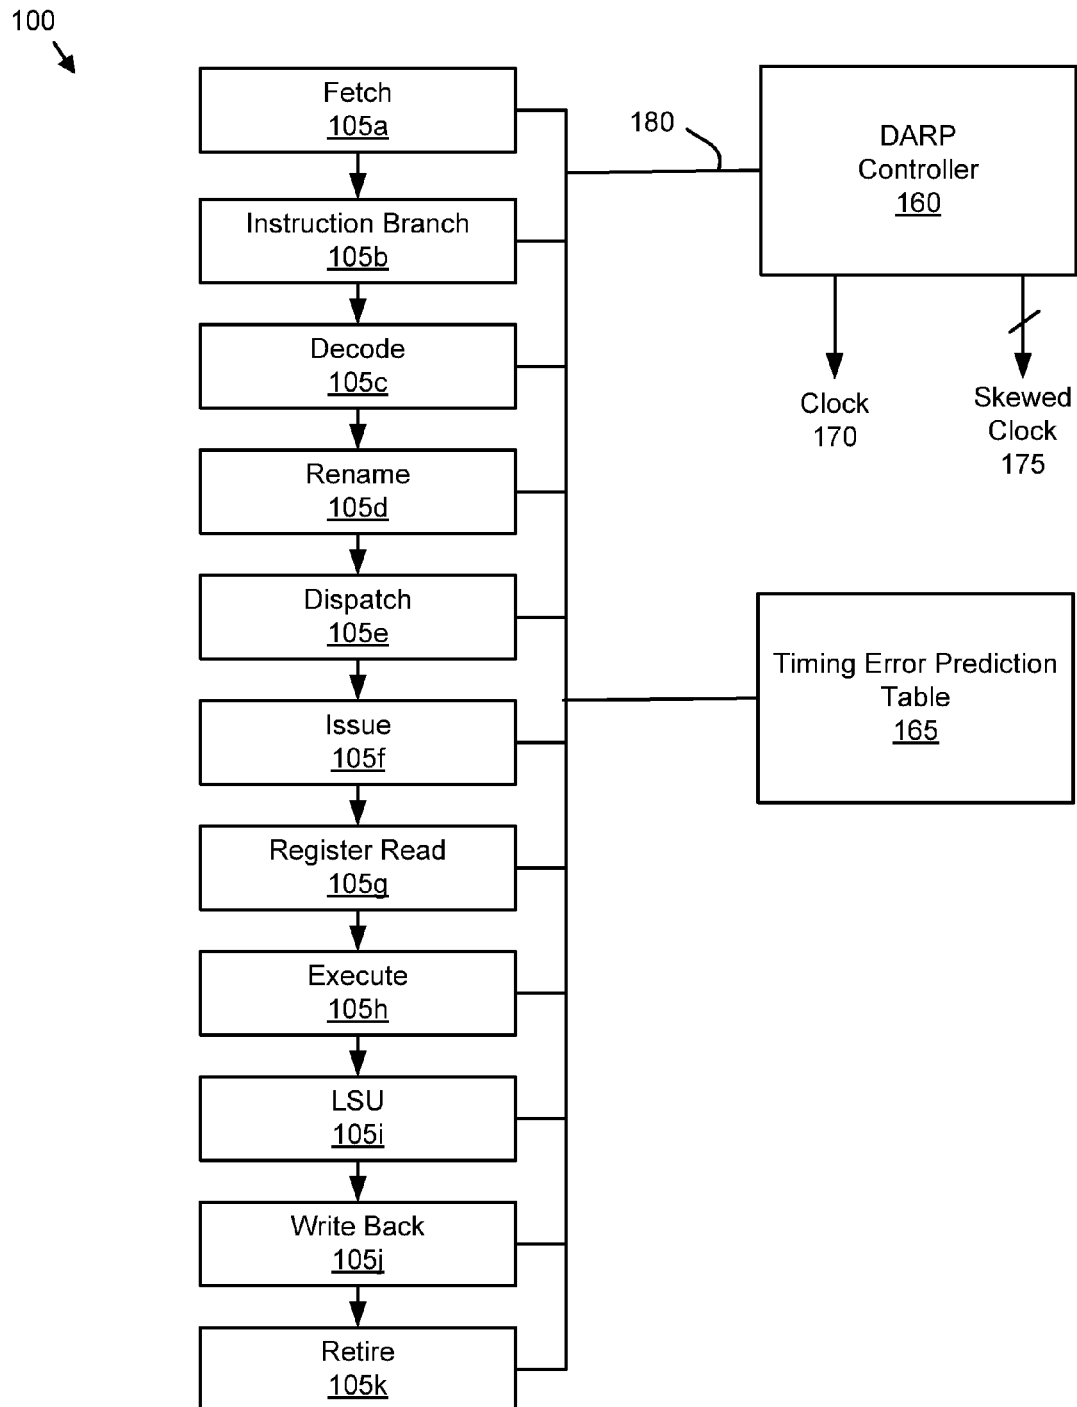 100
Fetch
105a
Instruction Branch
105b
Decode
105c
Rename
105d
Dispatch
105e
Issue
105f
Register Read
105g
Execute
105h
LSU
105i
Write Back
105j
Retire
105k
180
DARP
Controller
160
Clock
170
Skewed
Clock
175
Timing Error Prediction
Table
165